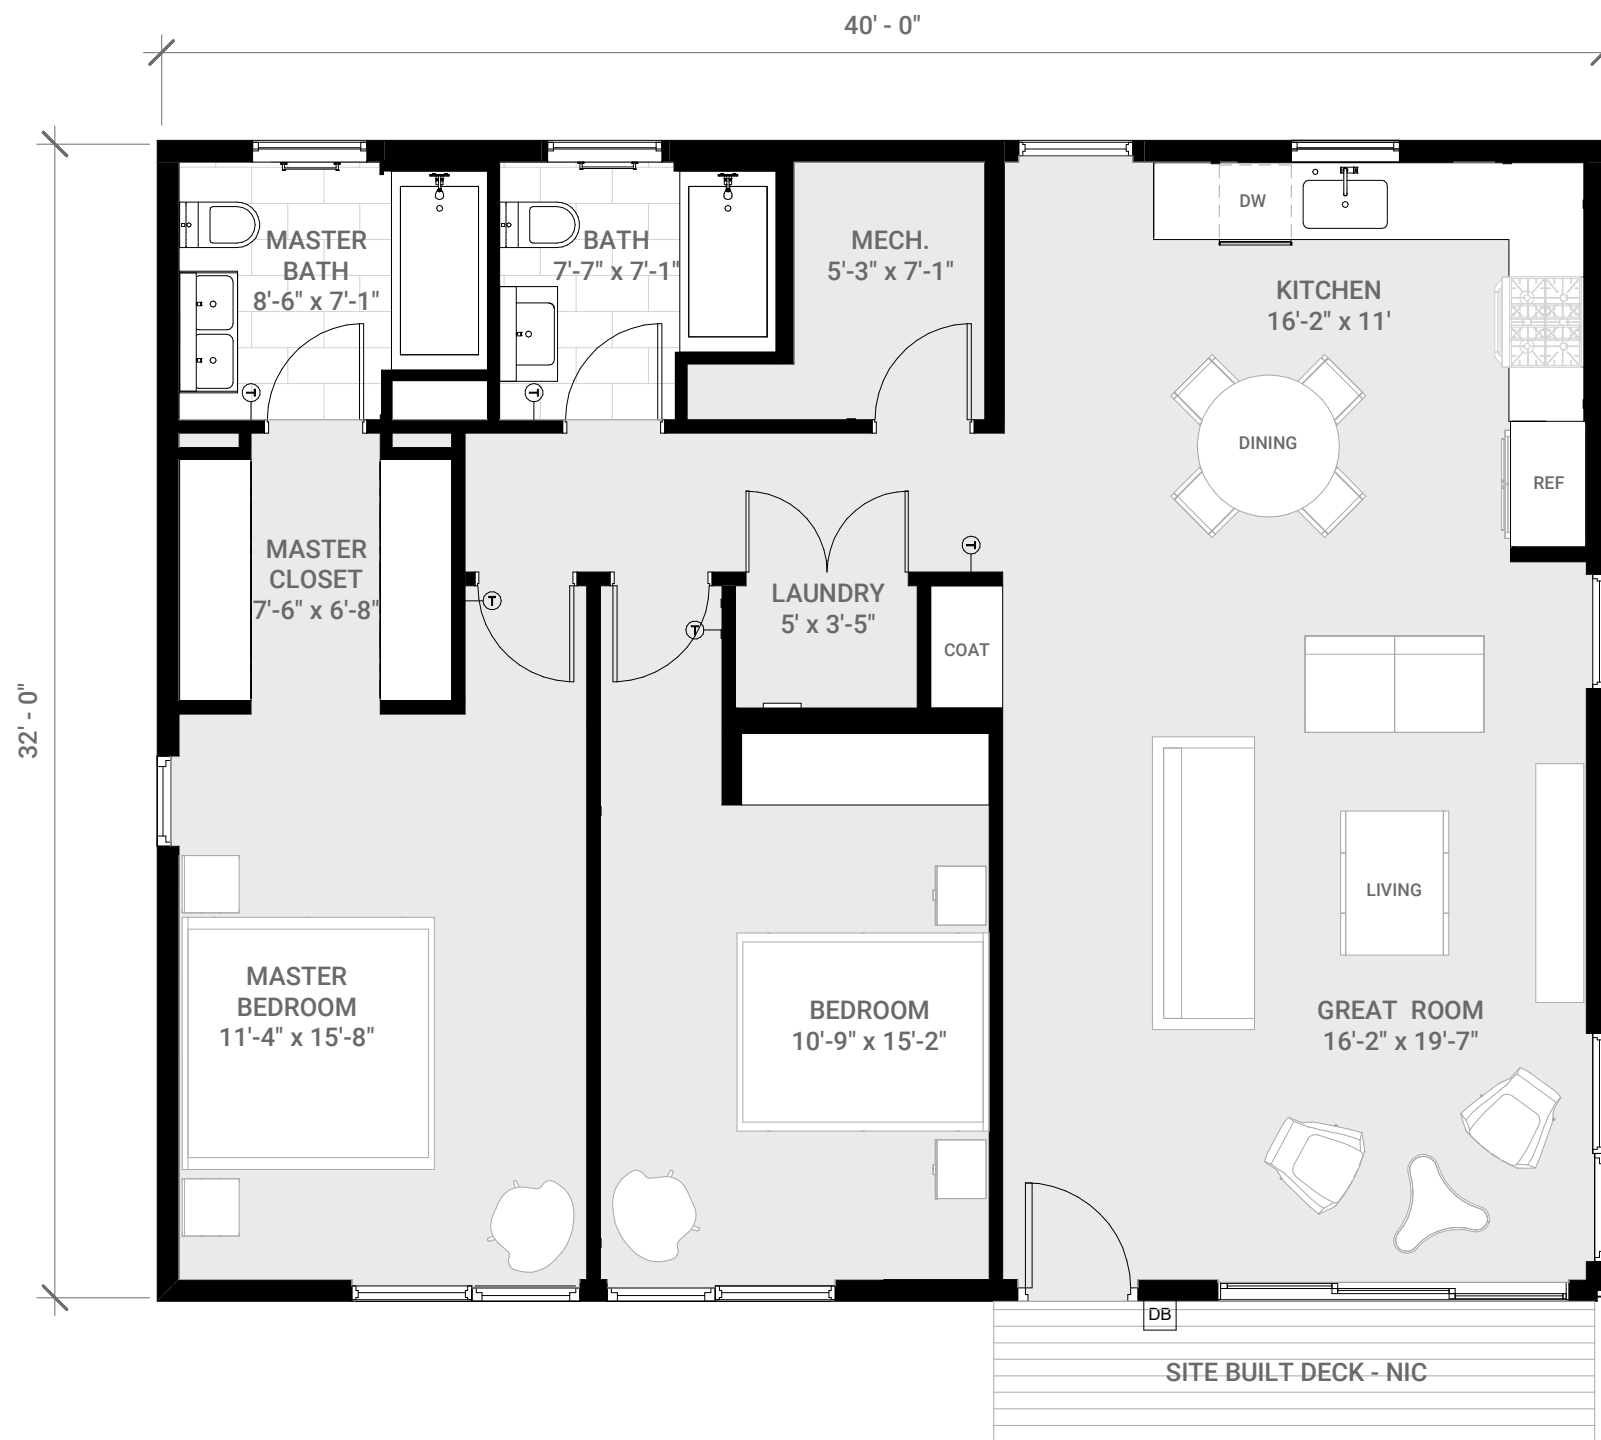 40' - 0"
32' - 0"
MASTER
BATH
8'-6" x 7'-1"
BATH
7'-7" x 7'-1"
MECH.
5'-3" x 7'-1"
DW
KITCHEN
16'-2" x 11'
DINING
REF
T
T
T
MASTER
CLOSET
7'-6" x 6'-8"
T
T
LAUNDRY
5' x 3'-5"
COAT
LIVING
MASTER
BEDROOM
11'-4" x 15'-8"
BEDROOM
10'-9" x 15'-2"
GREAT ROOM
16'-2" x 19'-7"
DB
SITE BUILT DECK - NIC